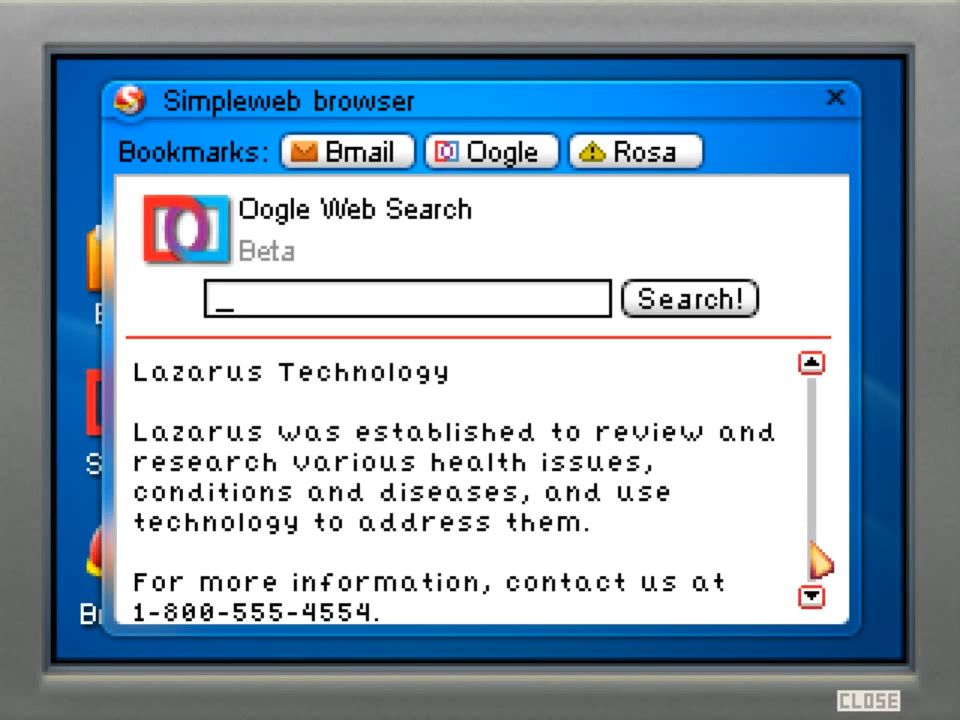 Simpleweb browser
Bookmarks: Bmail Oogle Rosa
Oogle Web Search
Beta
_ Search!
Lazarus Technology
Lazarus was established to review and
research various health issues,
conditions and diseases, and use
technology to address them.
For more information, contact us at
1-800-555-4554.
CLOSE